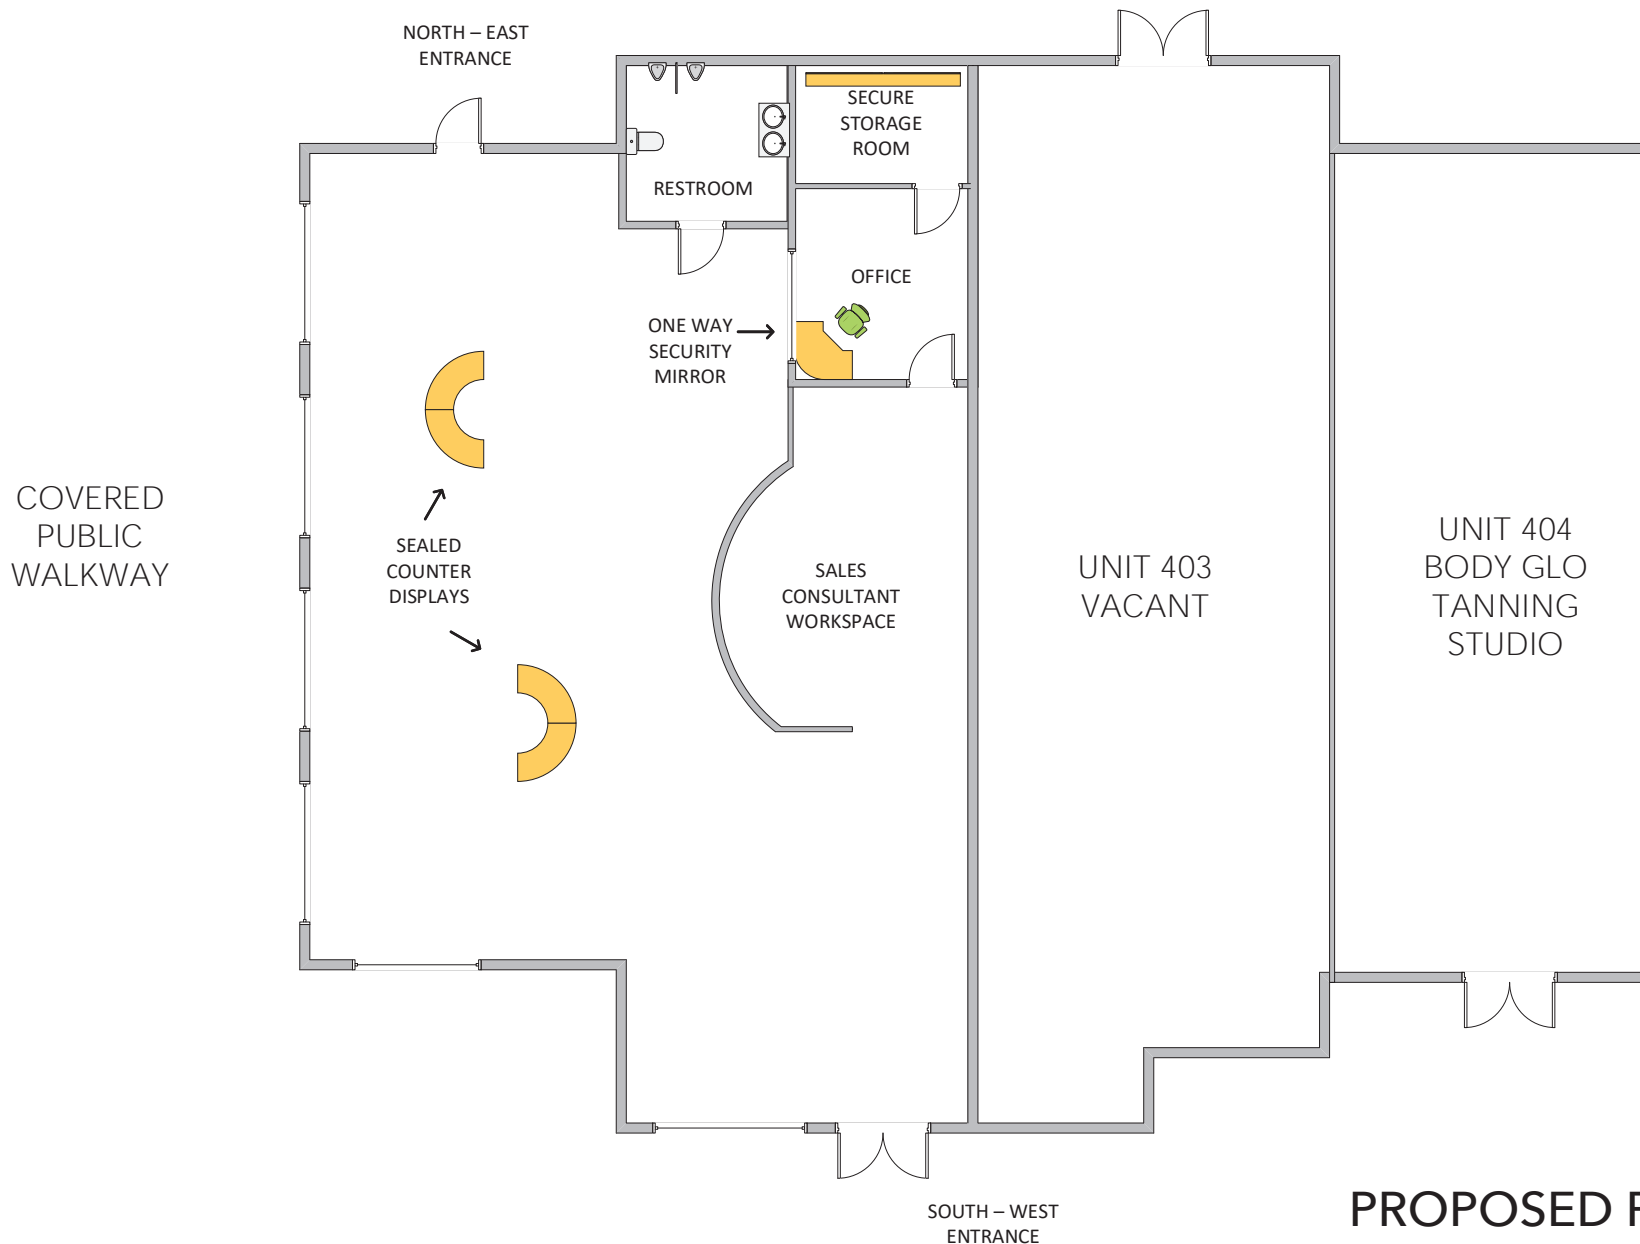 NORTH – EAST
ENTRANCE
SECURE
STORAGE
ROOM
RESTROOM
OFFICE
ONE WAY
SECURITY
MIRROR
COVERED
PUBLIC
WALKWAY
SEALED
COUNTER
DISPLAYS
SALES
CONSULTANT
WORKSPACE
UNIT 403
VACANT
UNIT 404
BODY GLO
TANNING
STUDIO
SOUTH – WEST
ENTRANCE
PROPOSED